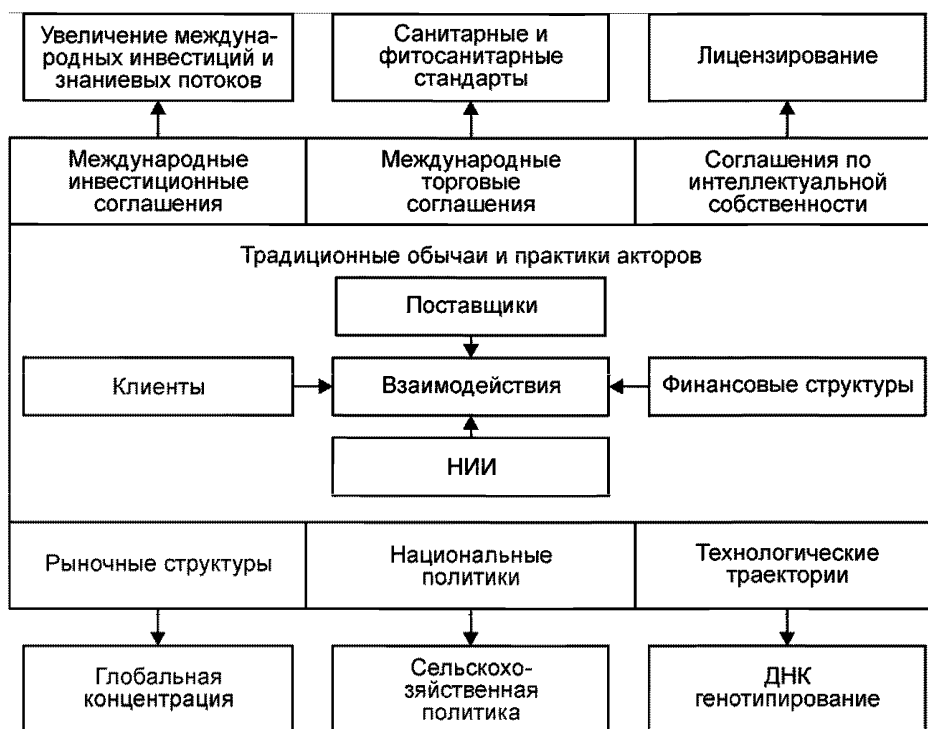 Увеличение междуна-
родных инвестиций и
знаниевых потоков
Санитарные и
фитосанитарные
стандарты
Лицензирование
Международные
инвестиционные
соглашения
Международные
торговые
соглашения
Соглашения по
интеллектуальной
собственности
Традиционные обычаи и практики акторов
Поставщики
Клиенты
Взаимодействия
Финансовые структуры
НИИ
Рыночные структуры
Национальные
политики
Технологические
траектории
Глобальная
концентрация
Сельскохо-
зяйственная
политика
ДНК
генотипирование